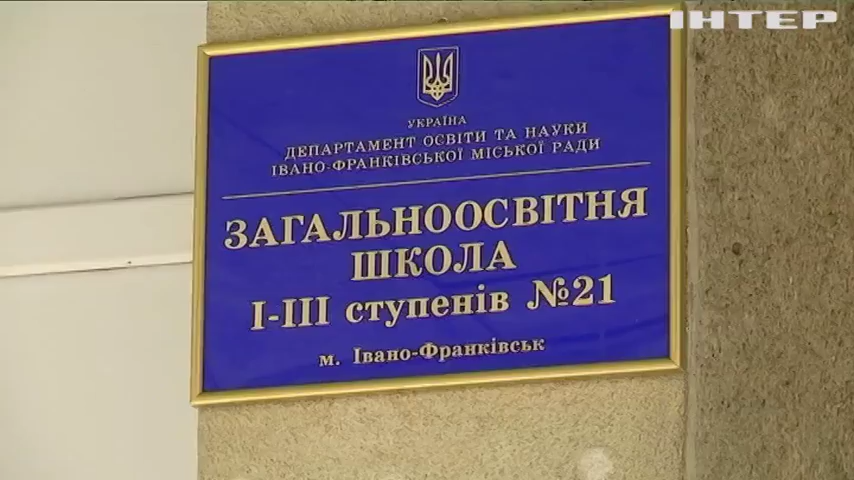 ІНТЕР
УКРАЇНА
ДЕПАРТАМЕНТ ОСВІТИ ТА НАУКИ
ІВАНО-ФРАНКІВСЬКОЇ МІСЬКОЇ РАДИ
ЗАГАЛЬНООСВІТНЯ
ШКОЛА
І-ІІІ ступенів №21
м. Івано-Франківськ